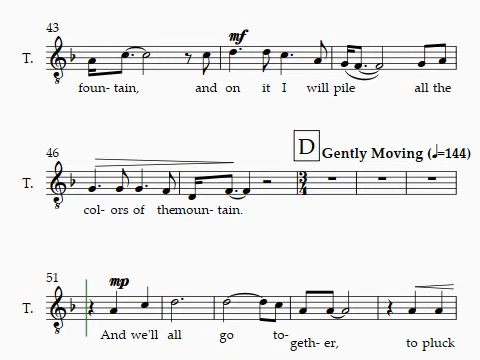 43
mf
T.
foun- tain, and on it I will pile all the
D Gently Moving (♩=144)
46
T.
col- ors of the moun- tain.
51
mp
T.
And we'll all go to- geth- er, to pluck